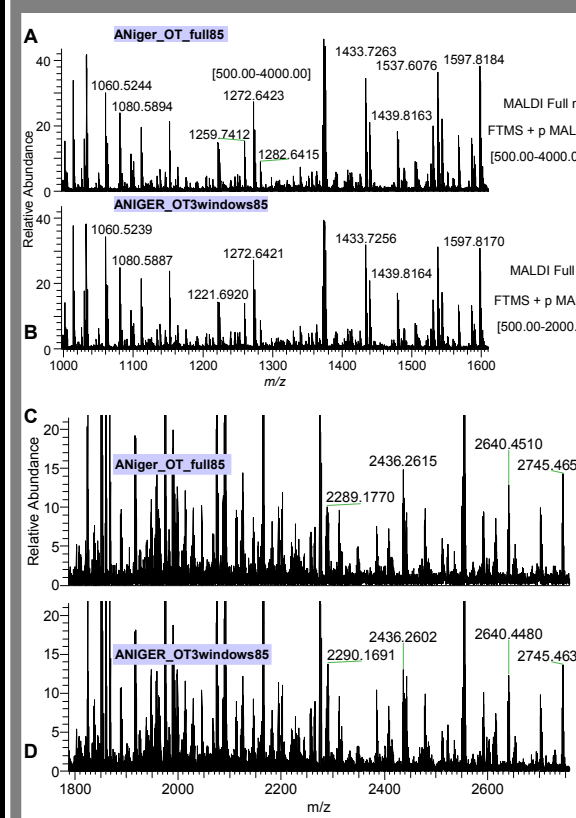 A
ANiger_OT_full85
[500.00-4000.00]
1060.5244
1080.5894
1259.7412
1272.6423
1282.6415
1433.7263
1439.8163
1537.6076
1597.8184
MALDI Full
FTMS + p MAL
[500.00-4000.0
Relative Abundance
40
20
0
B
ANIGER_OT3windows85
1060.5239
1080.5887
1221.6920
1272.6421
1433.7256
1439.8164
1597.8170
MALDI Full
FTMS + p MA
[500.00-2000.
40
20
0
1000 1100 1200 1300 1400 1500 1600
m/z
C
ANiger_OT_full85
2289.1770
2436.2615
2640.4510
2745.465
Relative Abundance
20
15
10
5
0
D
ANIGER_OT3windows85
2290.1691
2436.2602
2640.4480
2745.463
20
15
10
5
0
1800 2000 2200 2400 2600
m/z